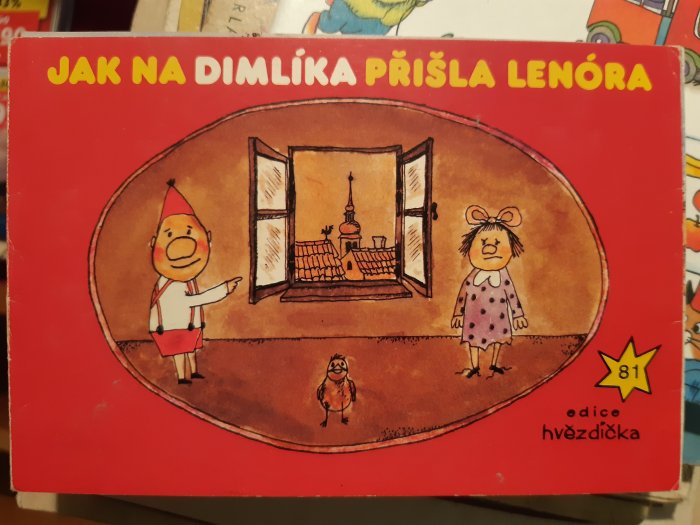 JAK NA DIMLÍKA PŘIŠLA LENÓRA
81
edice
hvězdička